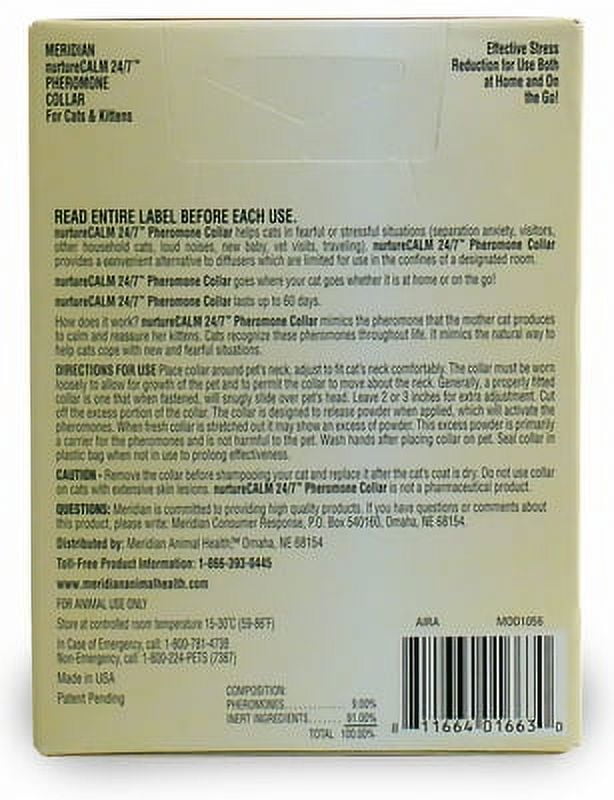 MERIDIAN
nurtureCALM 24/7™
PHEROMONE
COLLAR
For Cats & Kittens
Effective Stress
Reduction for Use Both
at Home and On
the Go!
READ ENTIRE LABEL BEFORE EACH USE.
nurtureCALM 24/7™ Pheromone Collar helps cats in fearful or stressful situations (separation anxiety, visitors,
other household cats, loud noises, new baby, vet visits, traveling). nurtureCALM 24/7™ Pheromone Collar
provides a convenient alternative to diffusers which are limited for use in the confines of a designated room.
nurtureCALM 24/7™ Pheromone Collar goes where your cat goes whether it is at home or on the go!
nurtureCALM 24/7™ Pheromone Collar lasts up to 60 days.
How does it work? nurtureCALM 24/7™ Pheromone Collar mimics the pheromone that the mother cat produces
to calm and reassure her kittens. Cats recognize these pheromones throughout life. It mimics the natural way to
help cats cope with new and fearful situations.
DIRECTIONS FOR USE Place collar around pet's neck, adjust to fit cat's neck comfortably. The collar must be worn
loosely to allow for growth of the pet and to permit the collar to move about the neck. Generally, a properly fitted
collar is one that when fastened, will snugly slide over pet's head. Leave 2 or 3 inches for extra adjustment. Cut
off the excess portion of the collar. The collar is designed to release powder when applied, which will activate the
pheromones. When fresh collar is stretched out it may show an excess of powder. This excess powder is primarily
a carrier for the pheromones and is not harmful to the pet. Wash hands after placing collar on pet. Seal collar in
plastic bag when not in use to prolong effectiveness.
CAUTION - Remove the collar before shampooing your cat and replace it after the cat's coat is dry. Do not use collar
on cats with extensive skin lesions. nurtureCALM 24/7™ Pheromone Collar is not a pharmaceutical product.
QUESTIONS: Meridian is committed to providing high quality products. If you have questions or comments about
this product, please write: Meridian Consumer Response, P.O. Box 540160, Omaha, NE 68154
Distributed by: Meridian Animal Health,™ Omaha, NE 68154
Toll-Free Product Information: 1-866-393-0445
www.meridiananimalhealth.com
FOR ANIMAL USE ONLY
Store at controlled room temperature 15-30°C (59-86°F)
In Case of Emergency, call: 1-800-781-4738
Non-Emergency, call: 1-800-224-PETS (7387)
Made in USA
Patent Pending
COMPOSITION:
PHEROMONES.............. 9.00%
INERT INGREDIENTS....... 91.00%
TOTAL 100.00%
AIRA MOD1056
8 11664 01663 0